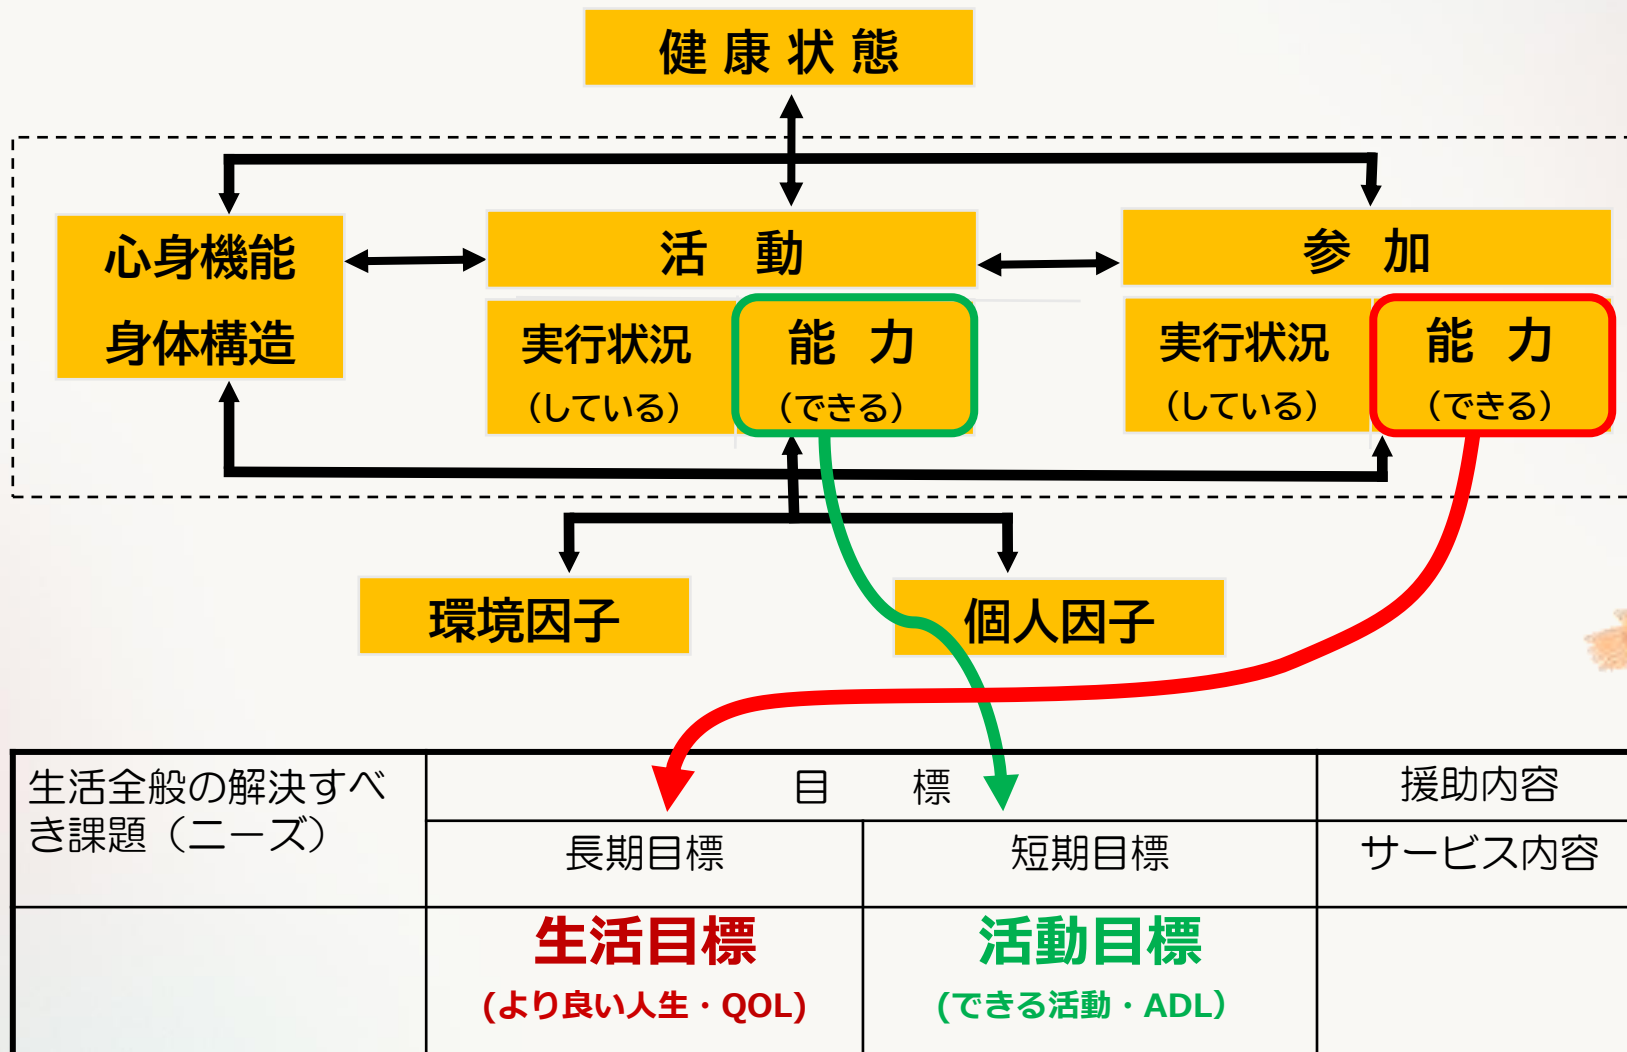 健康状態
心身機能
身体構造
活動
参加
実行状況
(している)
能力
(できる)
実行状況
(している)
能力
(できる)
環境因子
個人因子
生活全般の解決すべ
き課題（ニーズ）
目標
援助内容
長期目標
短期目標
サービス内容
生活目標
(より良い人生・QOL)
活動目標
(できる活動・ADL)